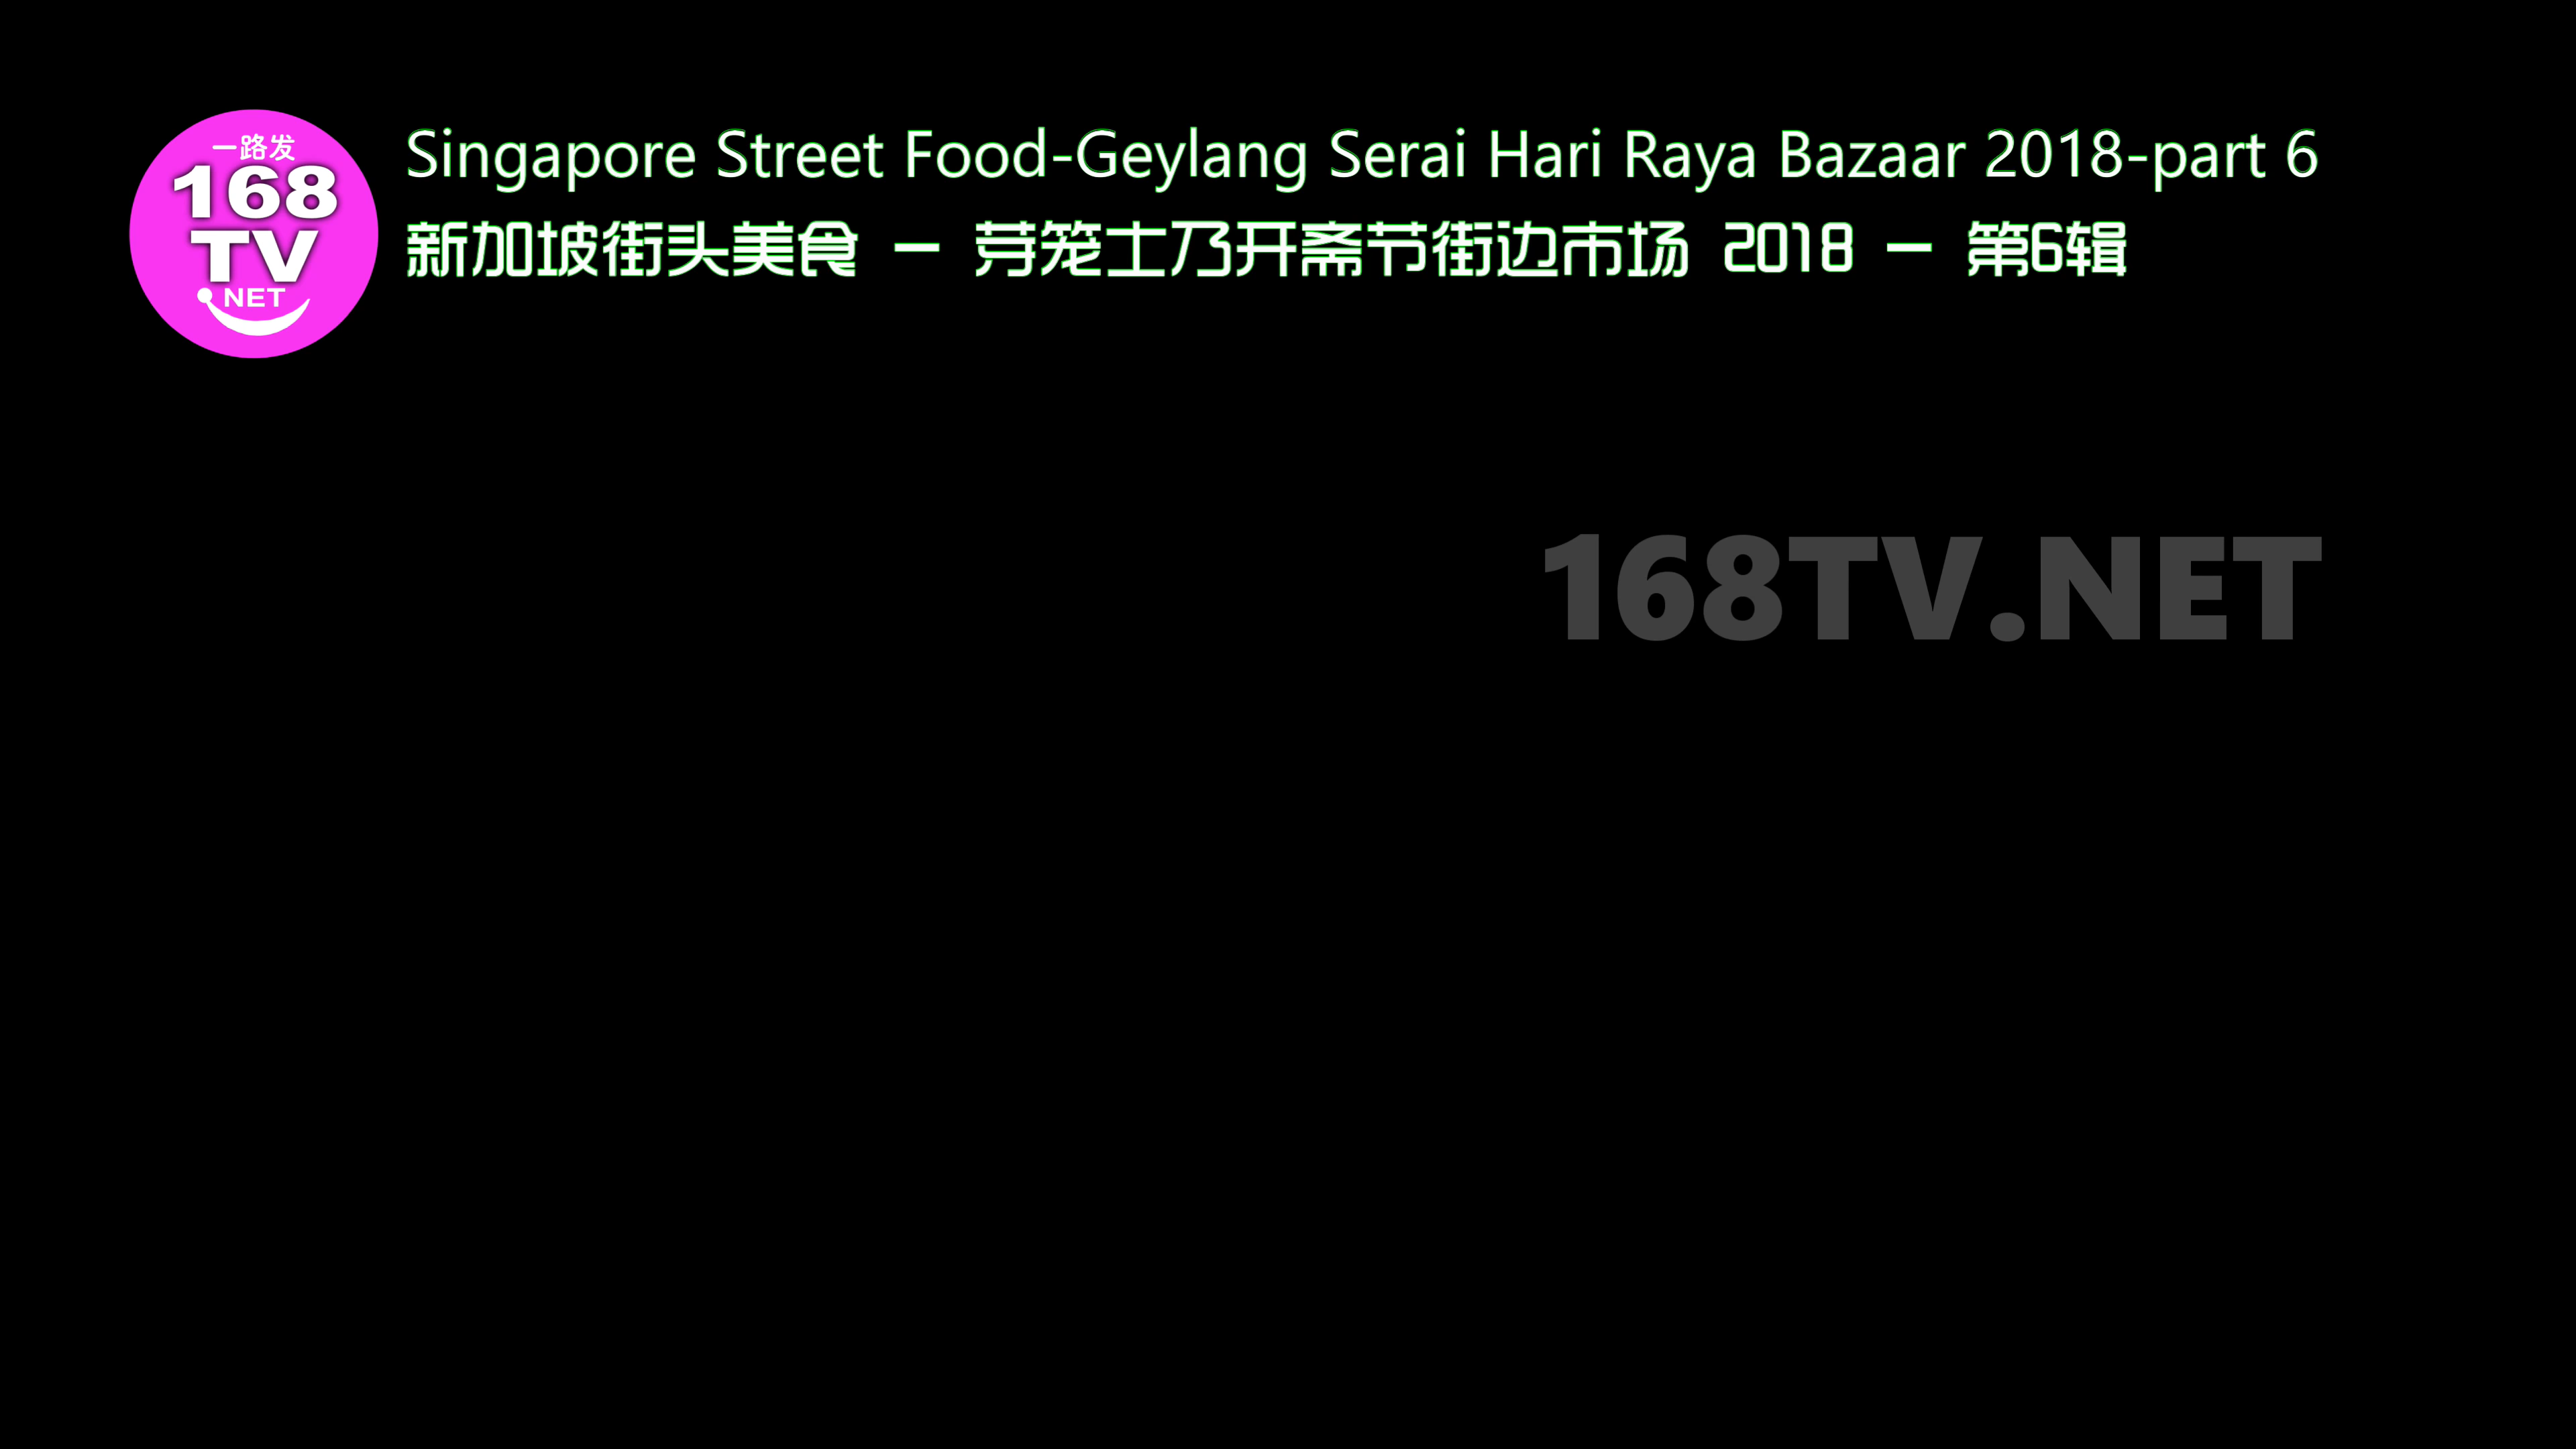 一路发
168
TV
.NET
Singapore Street Food-Geylang Serai Hari Raya Bazaar 2018-part 6
新加坡街头美食 - 芽笼士乃开斋节街边市场 2018 - 第6辑
168TV.NET